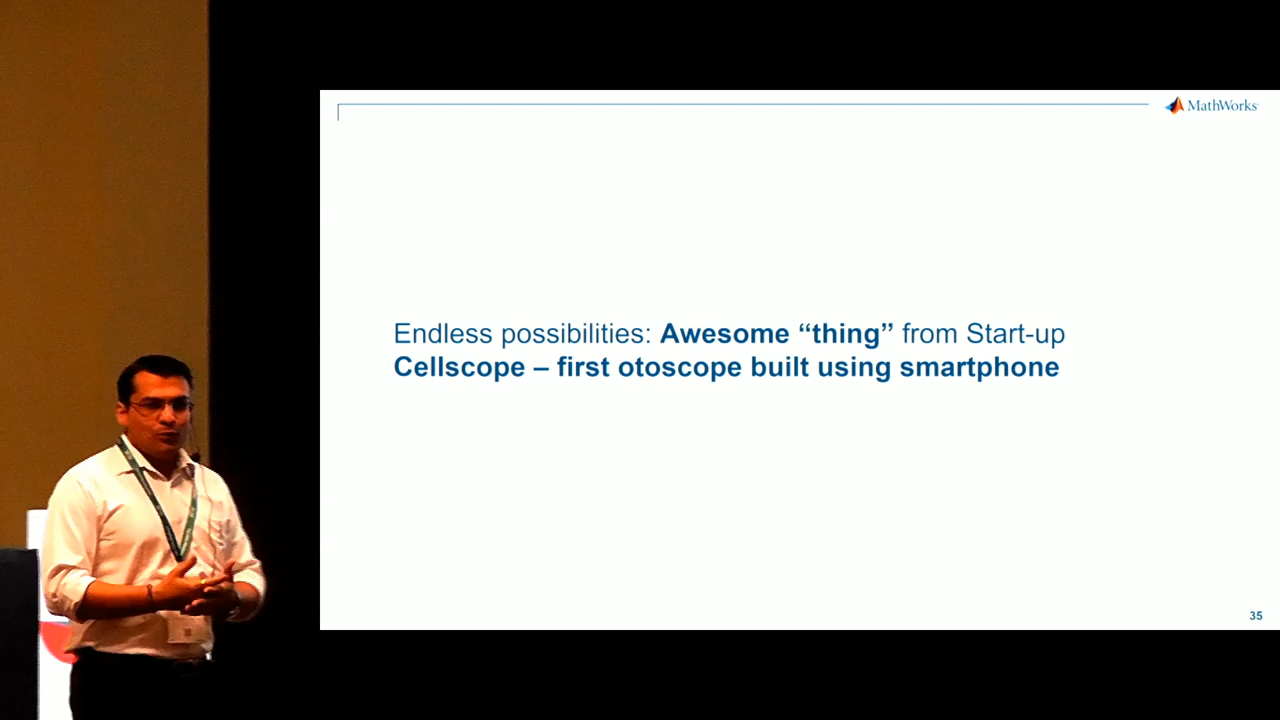 MathWorks
Endless possibilities: Awesome “thing” from Start-up
Cellscope – first otoscope built using smartphone
35